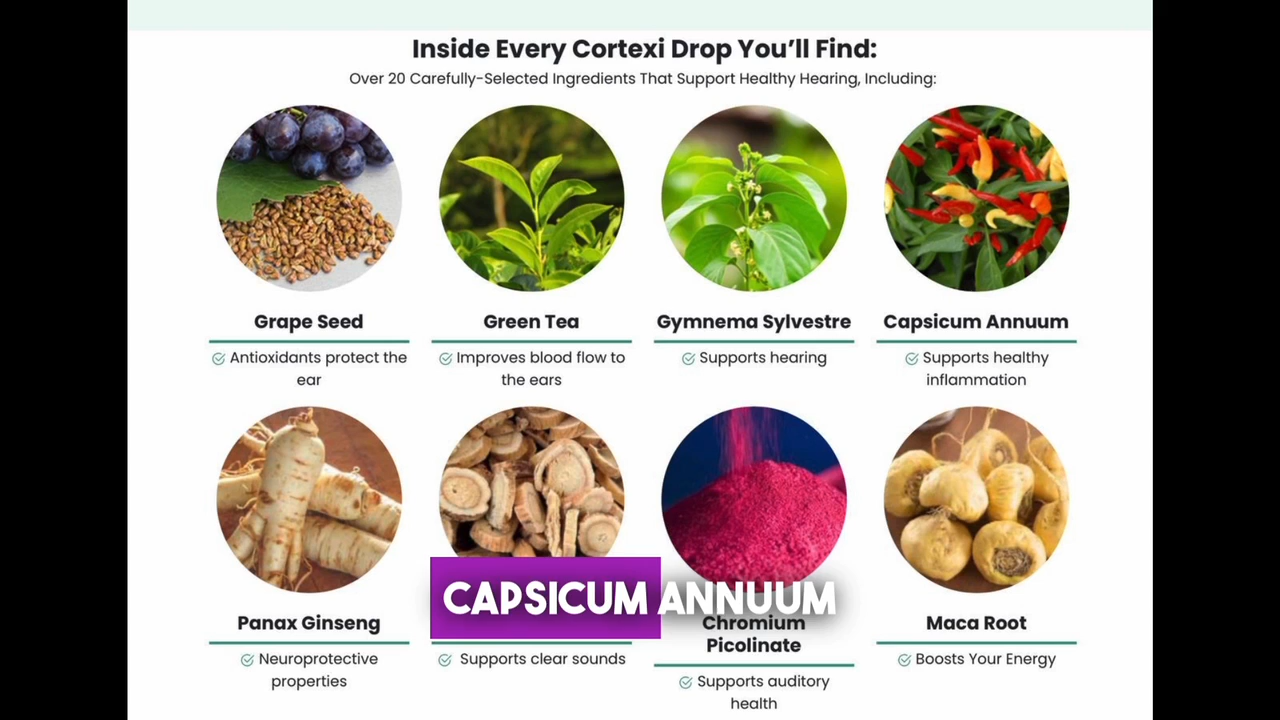 Inside Every Cortexi Drop You'll Find:
Over 20 Carefully-Selected Ingredients That Support Healthy Hearing, Including:
Grape Seed
Antioxidants protect the
ear
Green Tea
Improves blood flow to
the ears
Gymnema Sylvestre
Supports hearing
Capsicum Annuum
Supports healthy
inflammation
CAPSICUM ANNUUM
Panax Ginseng
Neuroprotective
properties
Supports clear sounds
Chromium
Picolinate
Supports auditory
health
Maca Root
Boosts Your Energy